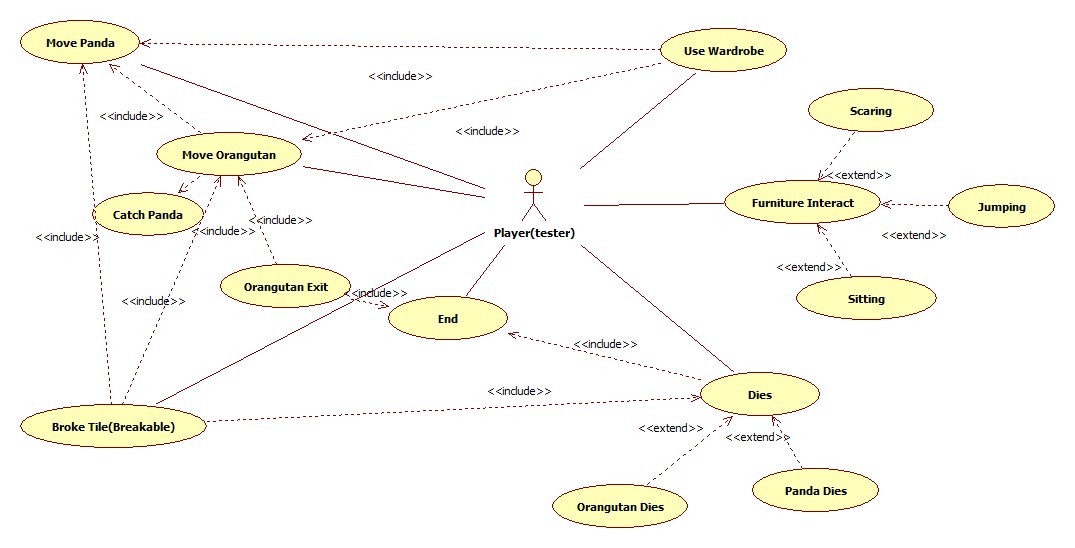 Move Panda
Use Wardrobe
<<include>>
Scaring
<<include>>
<<include>>
Move Orangutan
<<extend>>
Furniture Interact
Jumping
Catch Panda
<<include>>
<<include>>
<<include>>
Player(tester)
<<extend>>
<<extend>>
Orangutan Exit
<<include>>
Sitting
<<include>>
End
<<include>>
<<include>>
Dies
Broke Tile(Breakable)
<<extend>>
<<extend>>
Panda Dies
Orangutan Dies